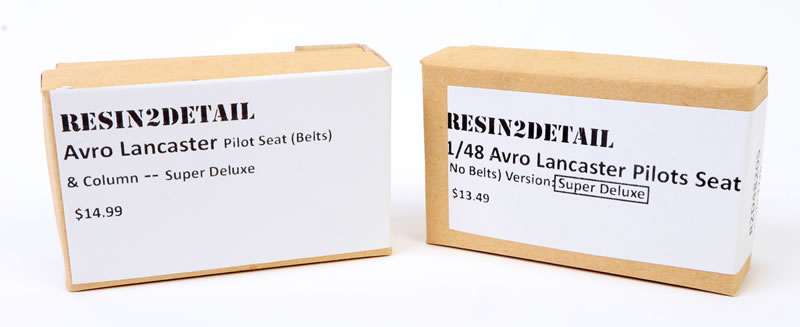 RESIN2DETAIL
Avro Lancaster Pilot Seat (Belts)
& Column -- Super Deluxe
$14.99
RESIN2DETAIL
1/48 Avro Lancaster Pilots Seat
No Belts) Version: Super Deluxe
$13.49